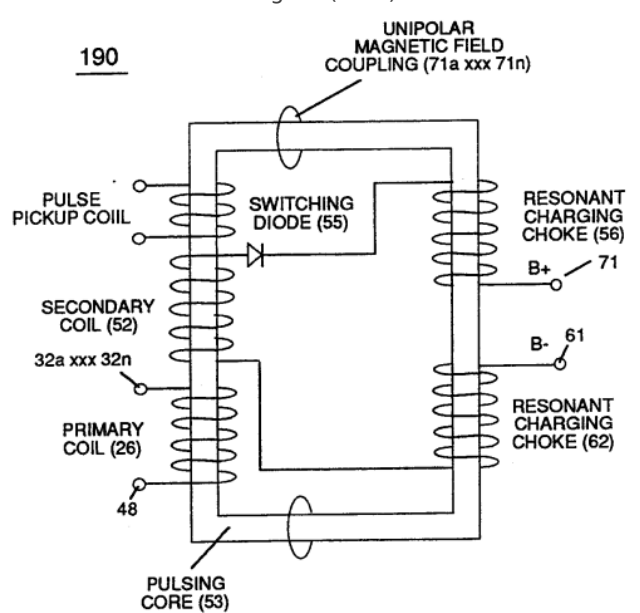 190
UNIPOLAR
MAGNETIC FIELD
COUPLING (71a xxx 71n)
PULSE
PICKUP COIIL
SWITCHING
DIODE (55)
RESONANT
CHARGING
CHOKE (56)
B+
71
SECONDARY
COIL (52)
32a xxx 32n
B-
61
PRIMARY
COIL (26)
RESONANT
CHARGING
CHOKE (62)
48
PULSING
CORE (53)